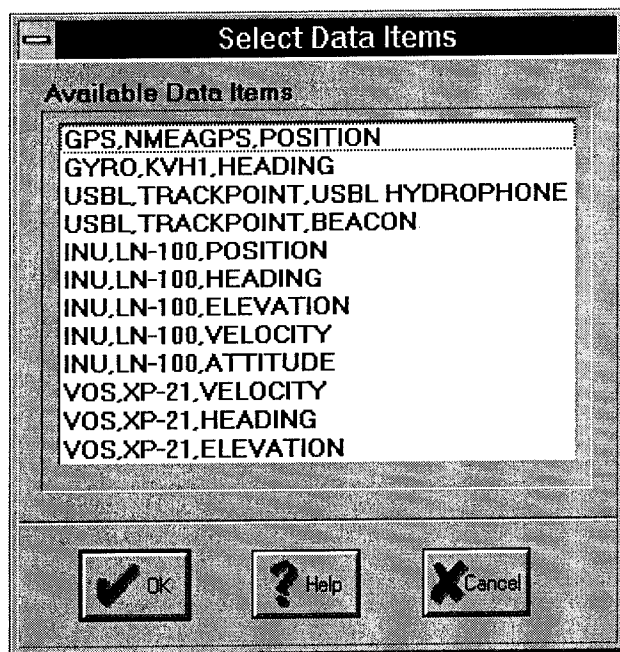 Select Data Items
Available Data Items
GPS,NMEAGPS,POSITION
GYRO,KVH1,HEADING
USBL,TRACKPOINT,USBL HYDROPHONE
USBL,TRACKPOINT,BEACON
INU,LN-100,POSITION
INU,LN-100,HEADING
INU,LN-100,ELEVATION
INU,LN-100,VELOCITY
INU,LN-100,ATTITUDE
VOS,XP-21,VELOCITY
VOS,XP-21,HEADING
VOS,XP-21,ELEVATION
OK
Help
Cancel